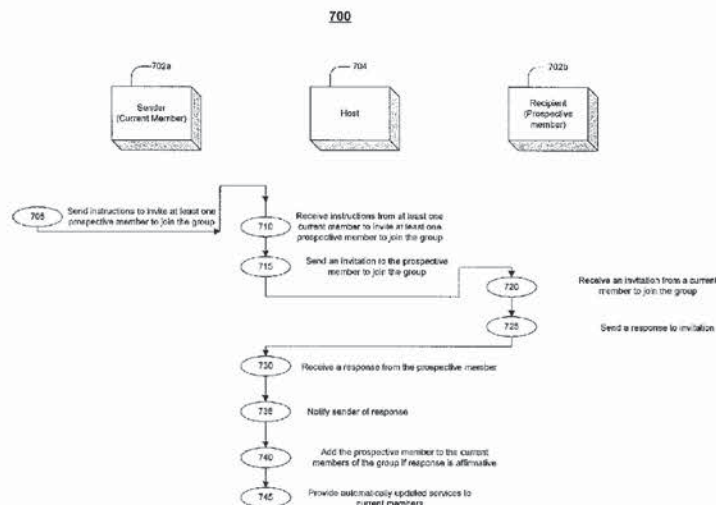 700
702a
704
702b
Sender
(Current Member)
Host
Recipient
(Prospective
member)
705
Send instructions to invite at least one
prospective member to join the group
710
Receive instructions from at least one
current member to invite at least one
prospective member to join the group
715
Send an invitation to the prospective
member to join the group
720
Receive an invitation from a current
member to join the group
725
Send a response to invitation
730
Receive a response from the prospective member
735
Notify sender of response
740
Add the prospective member to the current
members of the group if response is affirmative
745
Provide automatically updated services to
current members